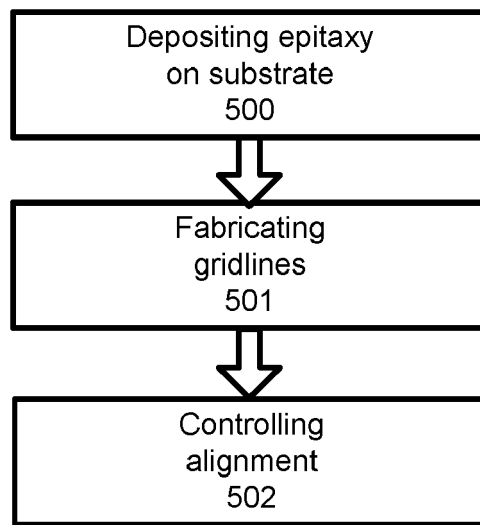 Depositing epitaxy
on substrate
500
Fabricating
gridlines
501
Controlling
alignment
502